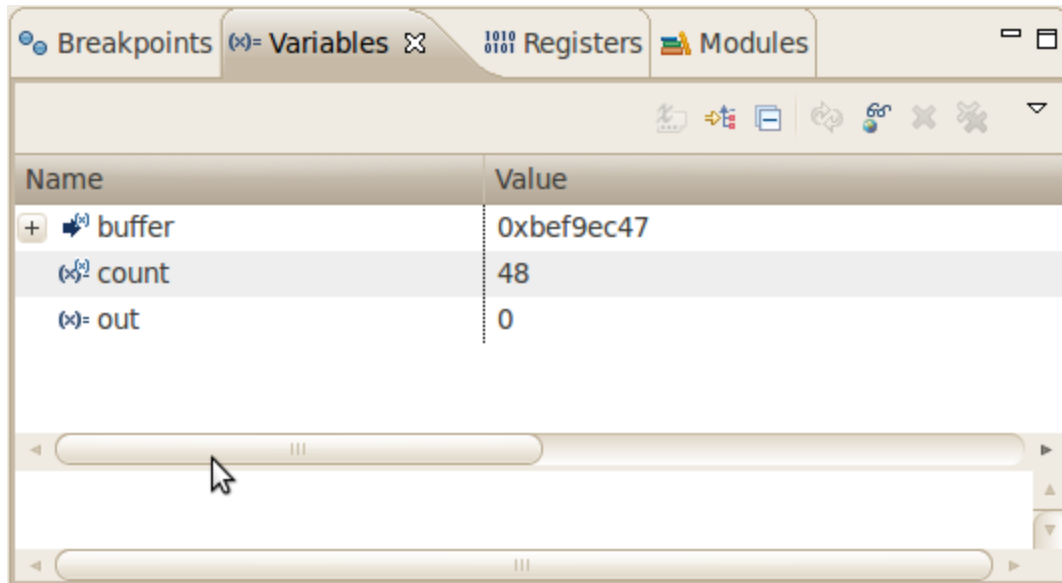 Breakpoints (x)= Variables Registers Modules
Name Value
buffer 0xbef9ec47
count 48
(x)= out 0